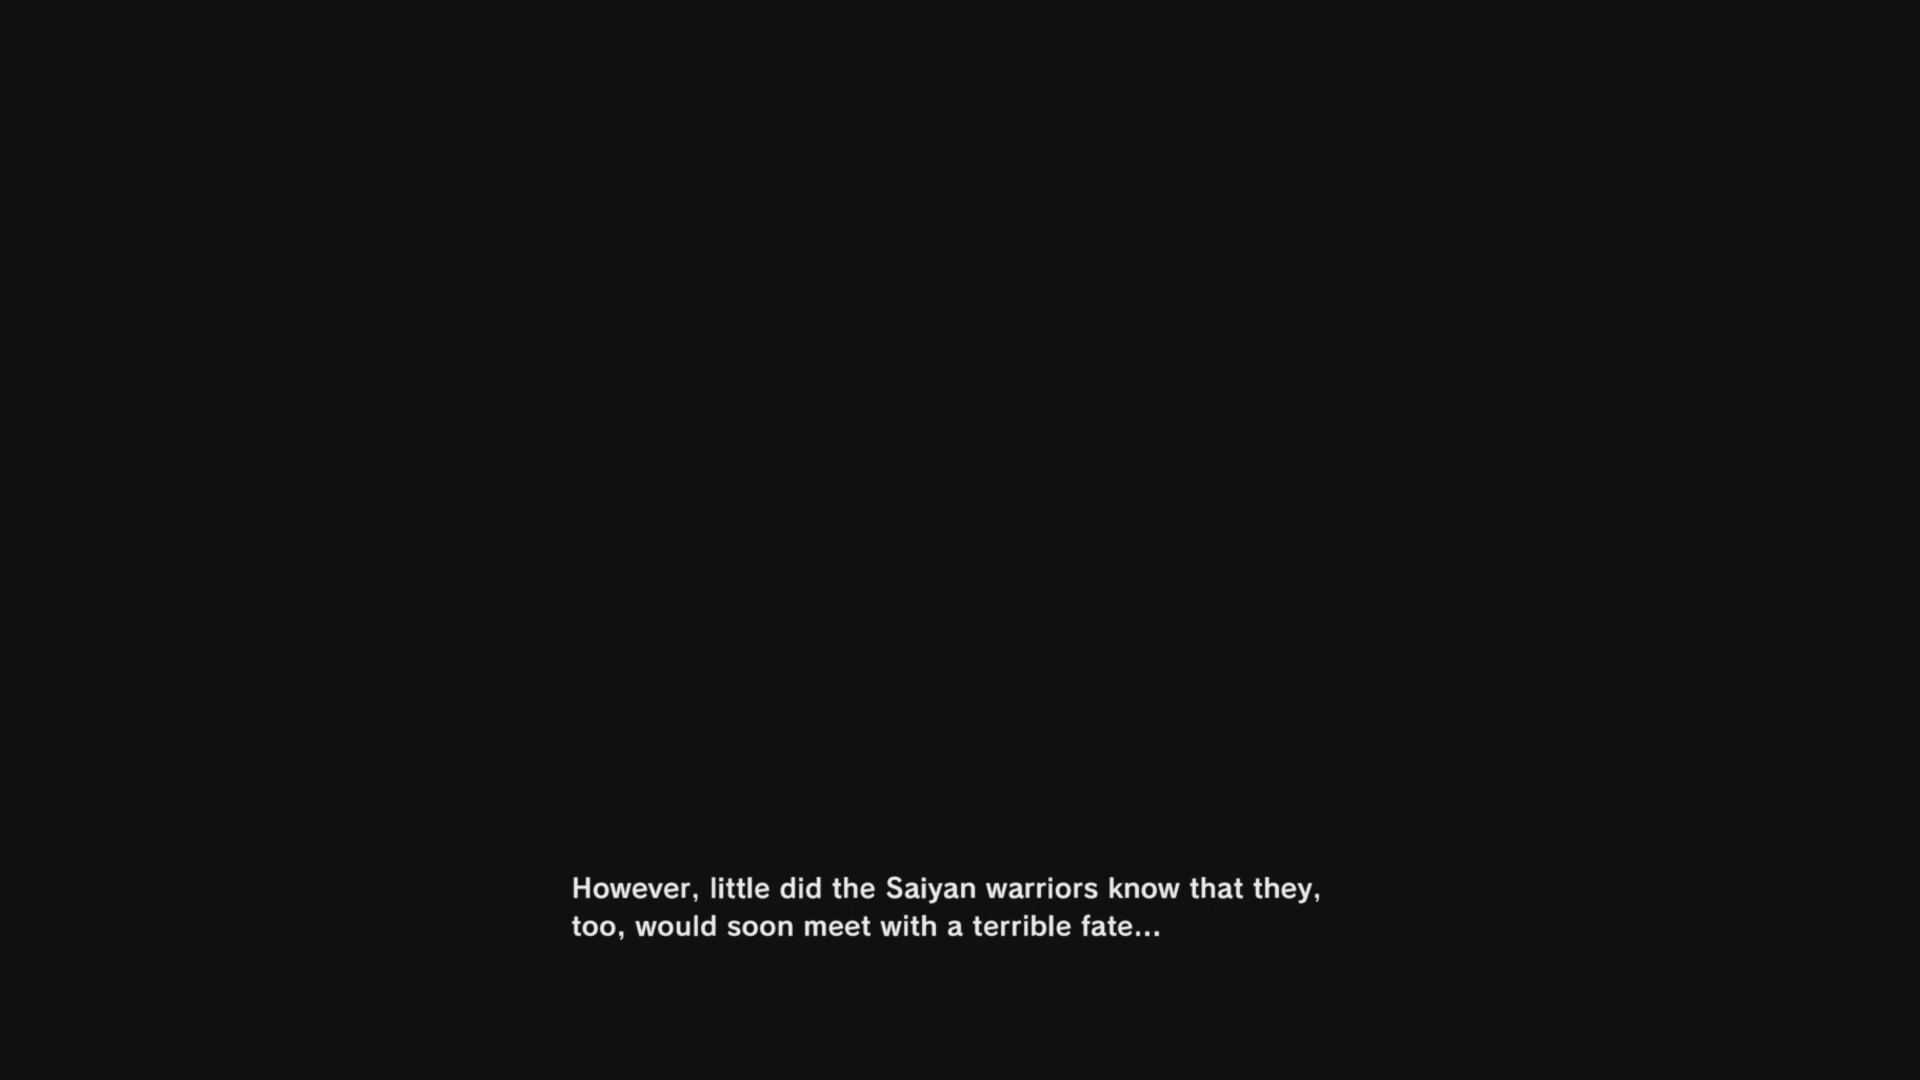 However, little did the Saiyan warriors know that they,
too, would soon meet with a terrible fate...